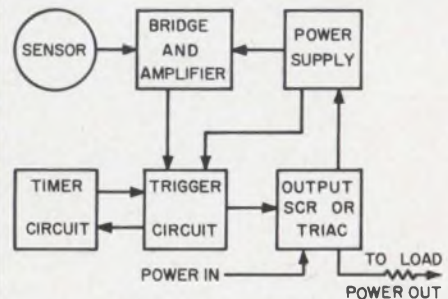 SENSOR
BRIDGE
AND
AMPLIFIER
POWER
SUPPLY
TIMER
CIRCUIT
TRIGGER
CIRCUIT
OUTPUT
SCR OR
TRIAC
POWER IN
TO LOAD
POWER OUT